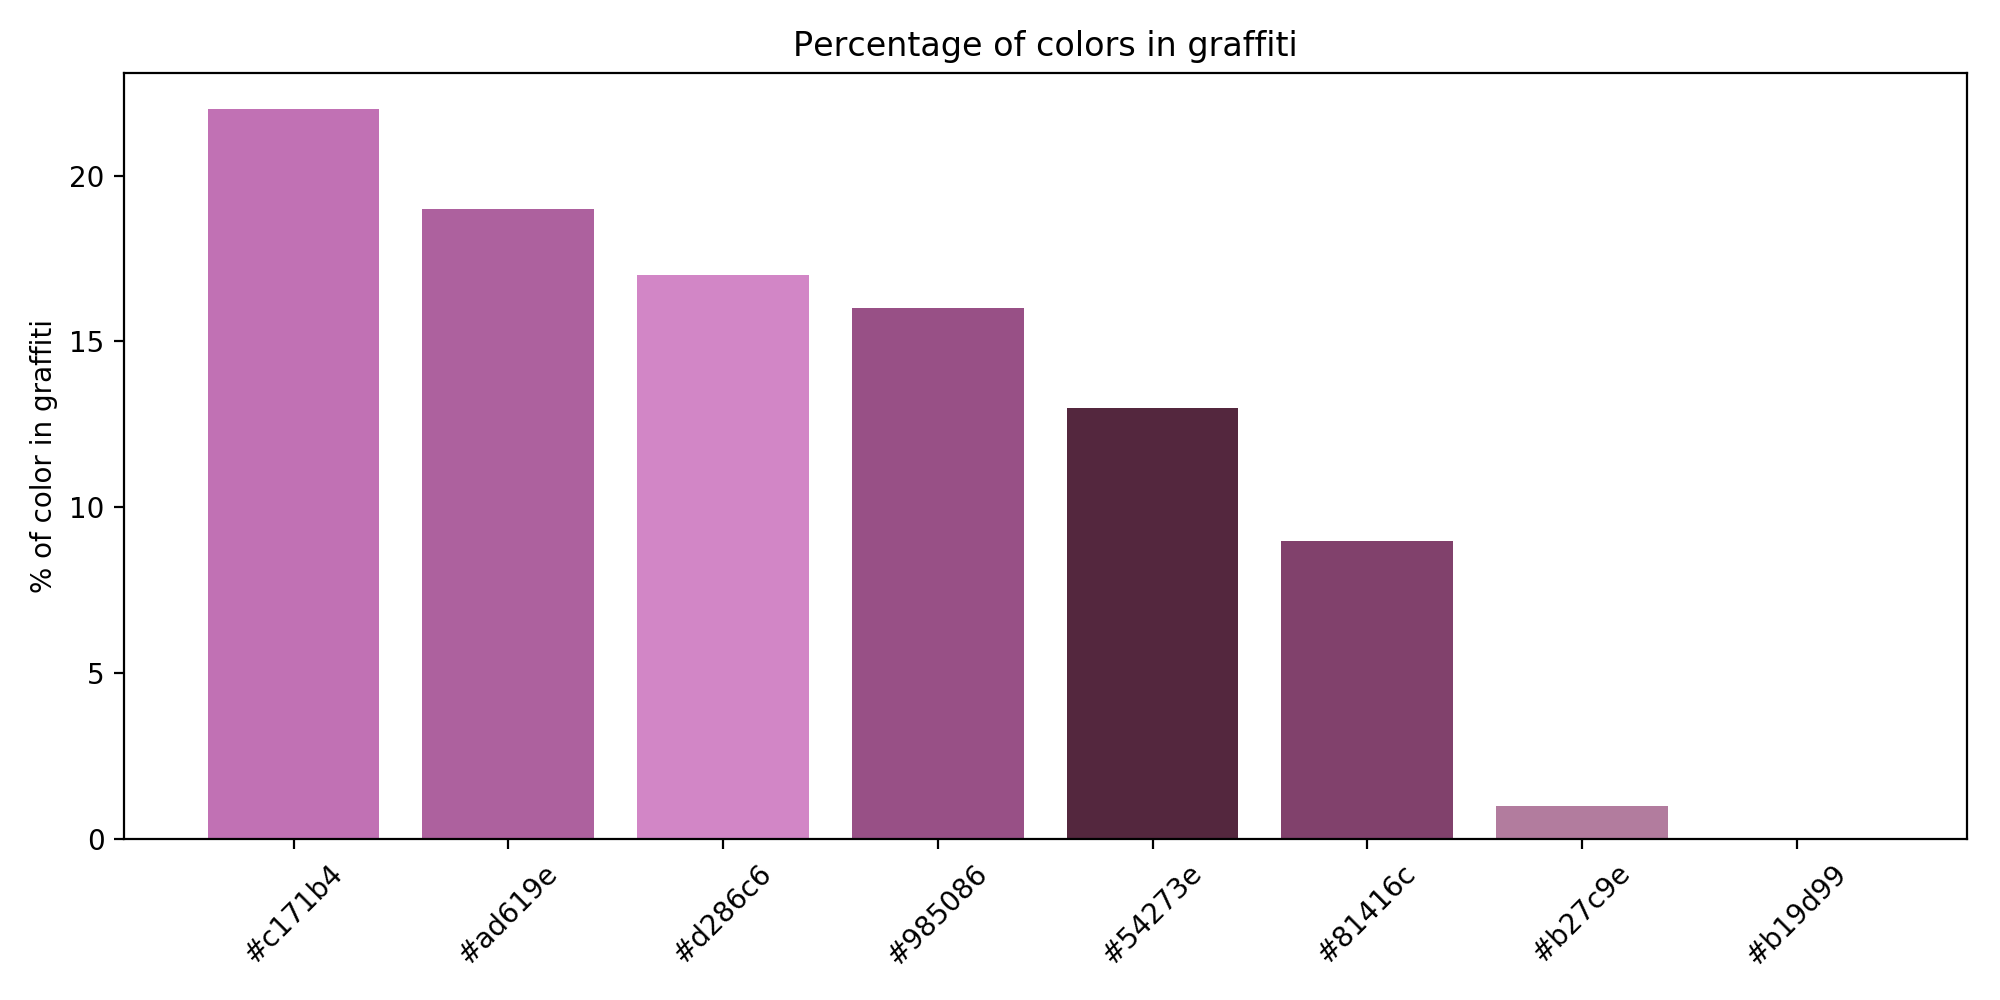 Percentage of colors in graffiti
% of color in graffiti
20
15
10
5
0
#c171b4
#ad619e
#d286c6
#985086
#54273e
#81416c
#b27c9e
#b19d99